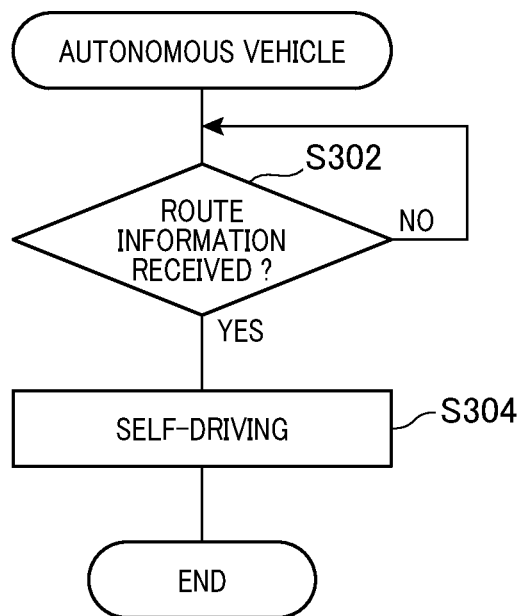 AUTONOMOUS VEHICLE
S302
ROUTE
INFORMATION
RECEIVED ?
NO
YES
SELF-DRIVING
S304
END